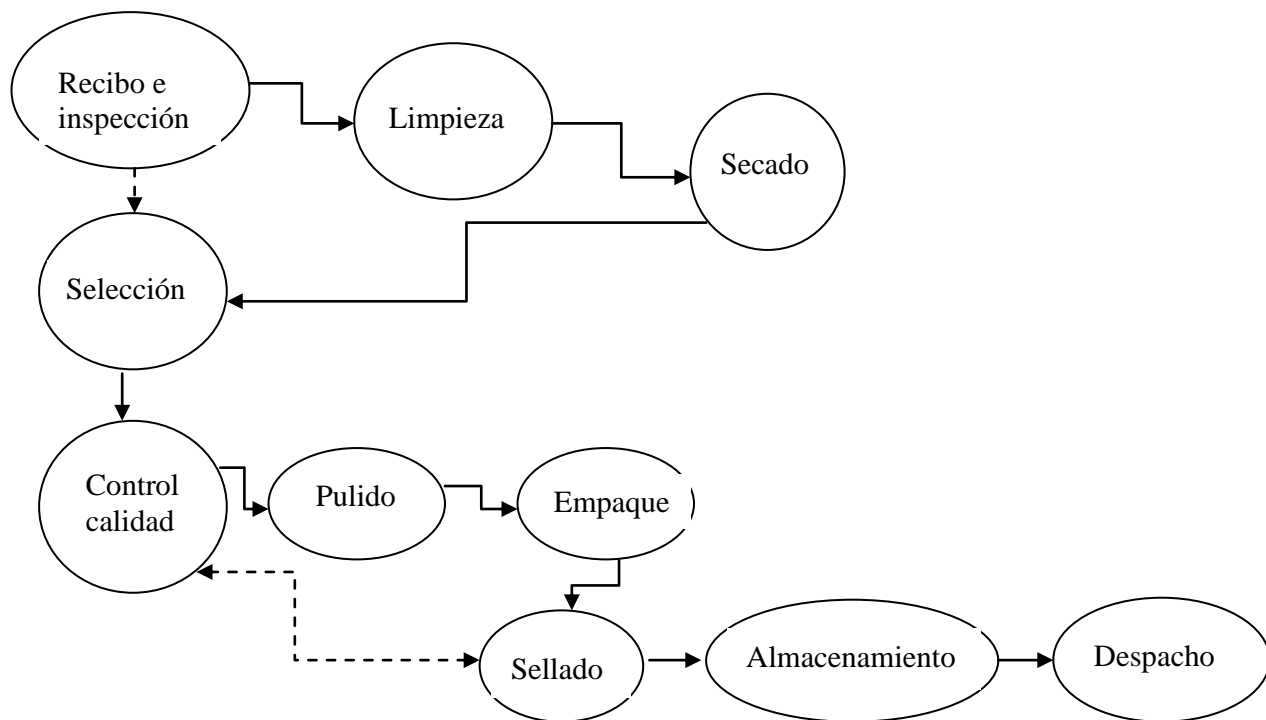 Recibo e
inspección
Limpieza
Secado
Selección
Control
calidad
Pulido
Empaque
Sellado
Almacenamiento
Despacho